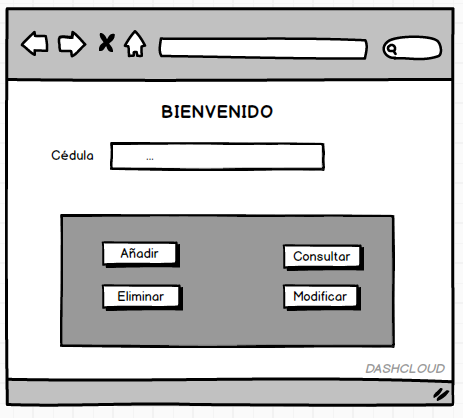 BIENVENIDO
Cédula ...
Añadir Consultar
Eliminar Modificar
DASHCLOUD